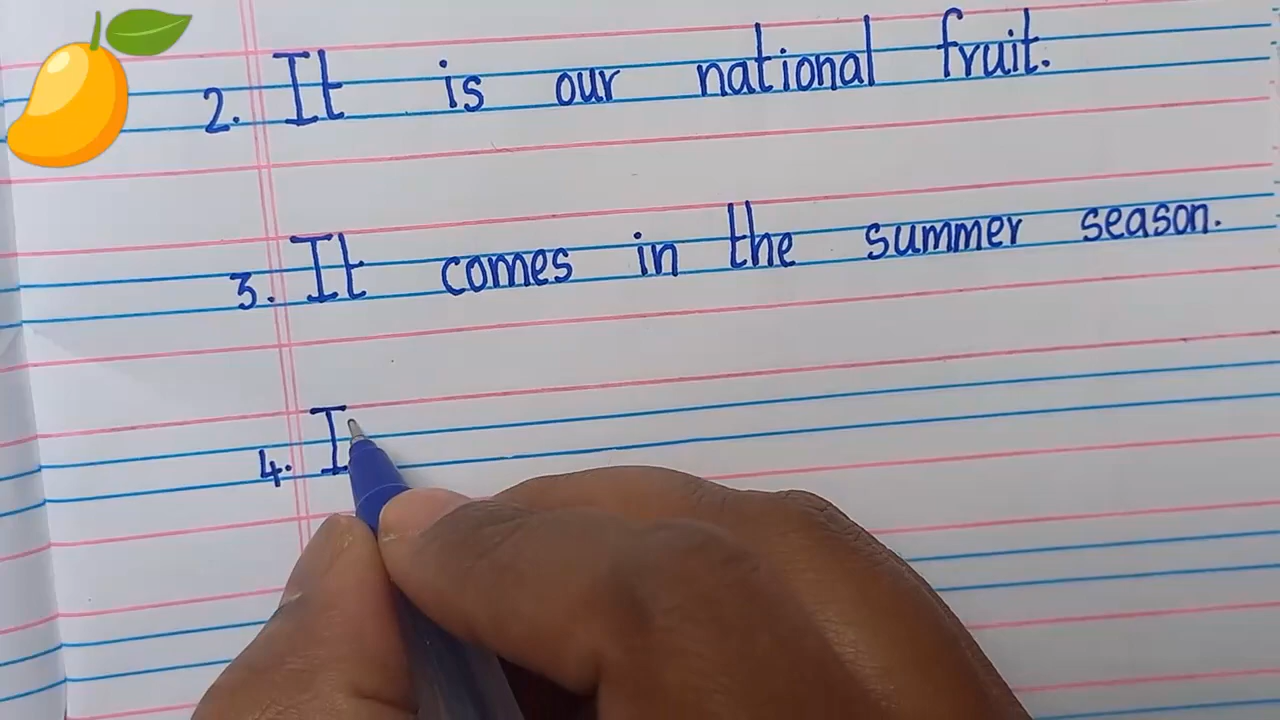 2. It is our national fruit.
3. It comes in the summer season.
4. I